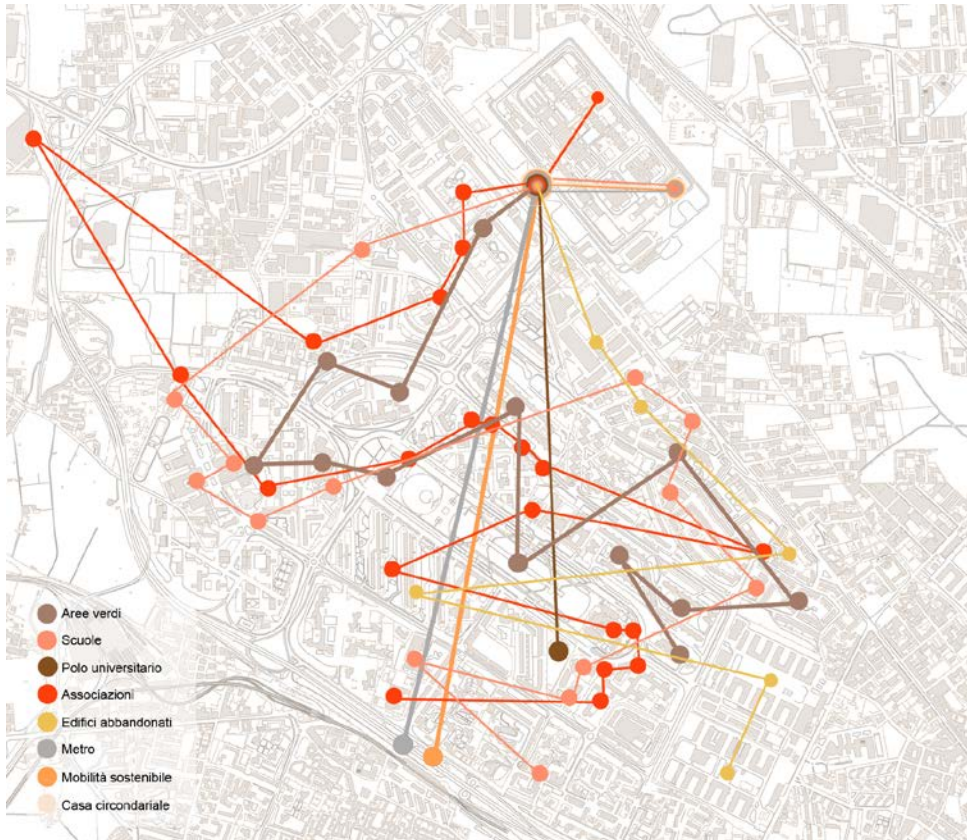 Aree verdi
Scuole
Polo universitario
Associazioni
Edifici abbandonati
Metro
Mobilità sostenibile
Casa circondariale